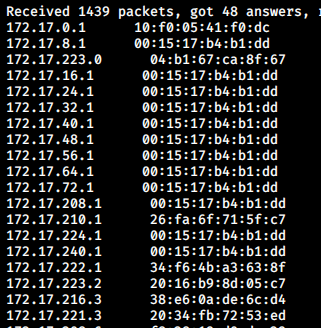 Received 1439 packets, got 48 answers,
172.17.0.1 10:f0:05:41:f0:dc
172.17.8.1 00:15:17:b4:b1:dd
172.17.223.0 04:b1:67:ca:8f:67
172.17.16.1 00:15:17:b4:b1:dd
172.17.24.1 00:15:17:b4:b1:dd
172.17.32.1 00:15:17:b4:b1:dd
172.17.40.1 00:15:17:b4:b1:dd
172.17.48.1 00:15:17:b4:b1:dd
172.17.56.1 00:15:17:b4:b1:dd
172.17.64.1 00:15:17:b4:b1:dd
172.17.72.1 00:15:17:b4:b1:dd
172.17.208.1 00:15:17:b4:b1:dd
172.17.210.1 26:fa:6f:71:5f:c7
172.17.224.1 00:15:17:b4:b1:dd
172.17.240.1 00:15:17:b4:b1:dd
172.17.222.1 34:f6:4b:a3:63:8f
172.17.223.2 20:16:b9:8d:05:c7
172.17.216.3 38:e6:0a:de:6c:d4
172.17.221.3 20:34:fb:72:53:ed